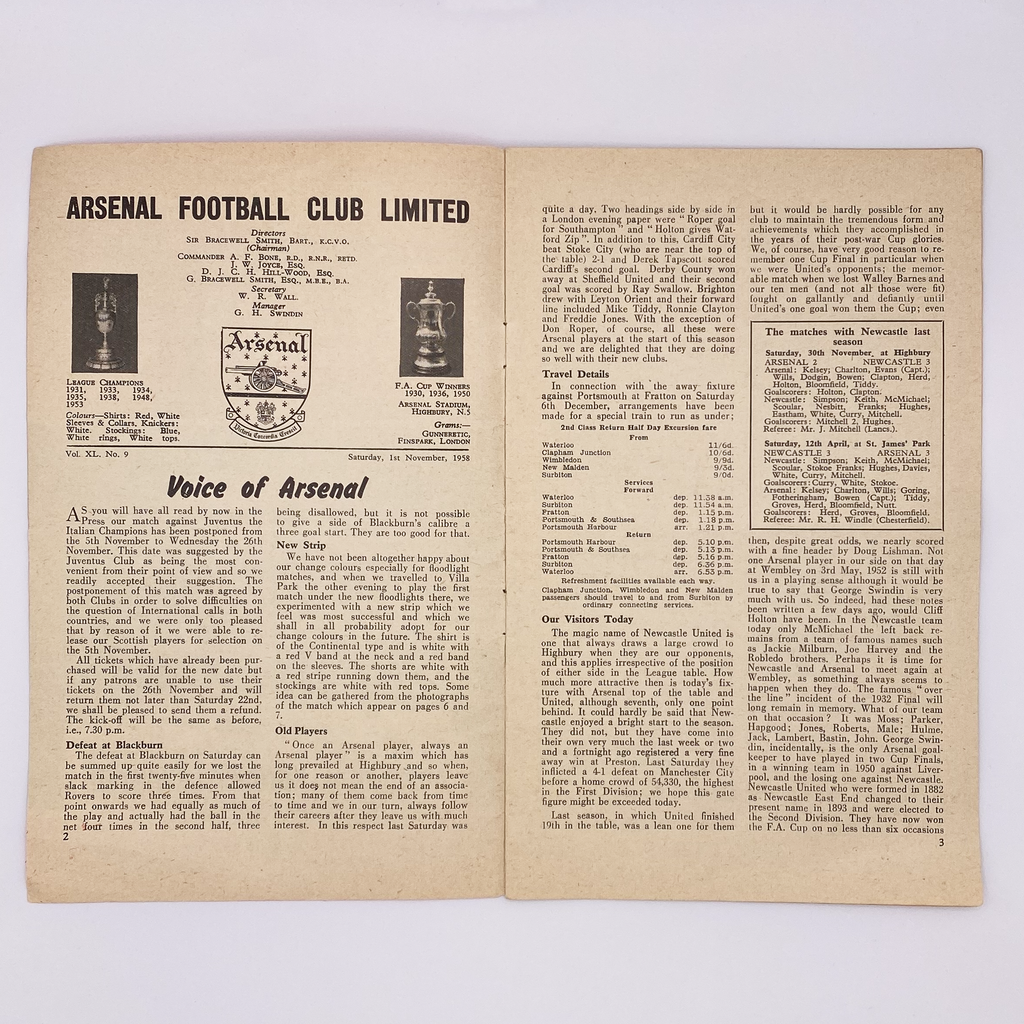 ARSENAL FOOTBALL CLUB LIMITED
Directors
SIR BRACEWELL SMITH, BART., K.C.V.O.
(Chairman)
COMMANDER A. F. BONE, R.D., R.N.R., RETD.
J. W. JOYCE, ESQ.
D. J. C. H. HILL-WOOD, ESQ.
G. BRACEWELL SMITH, ESQ., M.B.E., B.A.
Secretary
W. R. WALL.
Manager
G. H. SWINDIN
Arsenal
Victoria Concordia Crescit
LEAGUE CHAMPIONS
1931, 1933, 1934,
1935, 1938, 1948,
1953
Colours—Shirts: Red, White
Sleeves & Collars, Knickers:
White. Stockings: Blue,
White rings, White tops.
F.A. CUP WINNERS
1930, 1936, 1950
ARSENAL STADIUM,
HIGHBURY, N.5
Grams:—
GUNNERETIC,
FINSPARK, LONDON
VOL. XL. No. 9
Saturday, 1st November, 1958
Voice of Arsenal
AS you will have all read by now in the
Press our match against Juventus the
Italian Champions has been postponed from
the 5th November to Wednesday the 26th
November. This date was suggested by the
Juventus Club as being the most con-
venient from their point of view and so we
readily accepted their suggestion. The
postponement of this match was agreed by
both Clubs in order to solve difficulties on
the question of International calls in both
countries, and we were only too pleased
that by reason of it we were able to re-
lease our Scottish players for selection on
the 5th November.
All tickets which have already been pur-
chased will be valid for the new date but
if any patrons are unable to use their
tickets on the 26th November and will
return them not later than Saturday 22nd,
we shall be pleased to send them a refund.
The kick-off will be the same as before,
i.e., 7.30 p.m.
Defeat at Blackburn
The defeat at Blackburn on Saturday can
be summed up quite easily for we lost the
match in the first twenty-five minutes when
slack marking in the defence allowed
Rovers to score three times. From that
point onwards we had equally as much of
the play and actually had the ball in the
net four times in the second half, three
2
being disallowed, but it is not possible
to give a side of Blackburn's calibre a
three goal start. They are too good for that.
New Strip
We have not been altogether happy about
our change colours especially for floodlight
matches, and when we travelled to Villa
Park the other evening to play the first
match under the new floodlights there, we
experimented with a new strip which we
feel was most successful and which we
shall in all probability adopt for our
change colours in the future. The shirt is
of the Continental type and is white with
a red V band at the neck and a red band
on the sleeves. The shorts are white with
a red stripe running down them, and the
stockings are white with red tops. Some
idea can be gathered from the photographs
of the match which appear on pages 6 and
7.
Old Players
"Once an Arsenal player, always an
Arsenal player" is a maxim which has
long prevailed at Highbury and so when,
for one reason or another, players leave
us it does not mean the end of an associa-
tion; many of them come back from time
to time and we in our turn, always follow
their careers after they leave us with much
interest. In this respect last Saturday was
quite a day. Two headings side by side in
a London evening paper were "Roper goal
for Southampton" and "Holton gives Wat-
ford Zip". In addition to this, Cardiff City
beat Stoke City (who are near the top of
the table) 2-1 and Derek Tapscott scored
Cardiff's second goal. Derby County won
away at Sheffield United and their second
goal was scored by Ray Swallow. Brighton
drew with Leyton Orient and their forward
line included Mike Tiddy, Ronnie Clayton
and Freddie Jones. With the exception of
Don Roper, of course, all these were
Arsenal players at the start of this season
and we are delighted that they are doing
so well with their new clubs.
Travel Details
In connection with the away fixture
against Portsmouth at Fratton on Saturday
6th December, arrangements have been
made for a special train to run as under;
2nd Class Return Half Day Excursion fare
From
Waterloo 11/6d.
Clapham Junction 10/6d.
Wimbledon 9/9d.
New Malden 9/3d.
Surbiton 9/0d.
Services
Forward
Waterloo dep. 11.38 a.m.
Surbiton dep. 11.54 a.m.
Fratton dep. 1.15 p.m.
Portsmouth & Southsea dep. 1.18 p.m.
Portsmouth Harbour arr. 1.21 p.m.
Return
Portsmouth Harbour dep. 5.10 p.m.
Portsmouth & Southsea dep. 5.13 p.m.
Fratton dep. 5.16 p.m.
Surbiton dep. 6.36 p.m.
Waterloo arr. 6.53 p.m.
Refreshment facilities available each way.
Clapham Junction, Wimbledon and New Malden
passengers should travel to and from Surbiton by
ordinary connecting services.
Our Visitors Today
The magic name of Newcastle United is
one that always draws a large crowd to
Highbury when they are our opponents,
and this applies irrespective of the position
of either side in the League table. How
much more attractive then is today's fix-
ture with Arsenal top of the table and
United, although seventh, only one point
behind. It could hardly be said that New-
castle enjoyed a bright start to the season.
They did not, but they have come into
their own very much the last week or two
and a fortnight ago registered a very fine
away win at Preston. Last Saturday they
inflicted a 4-1 defeat on Manchester City
before a home crowd of 54,330, the highest
in the First Division; we hope this gate
figure might be exceeded today.
Last season, in which United finished
19th in the table, was a lean one for them
but it would be hardly possible for any
club to maintain the tremendous form and
achievements which they accomplished in
the years of their post-war Cup glories.
We, of course, have very good reason to re-
member one Cup Final in particular when
we were United's opponents; the memor-
able match when we lost Walley Barnes and
our ten men (and not all those were fit)
fought on gallantly and defiantly until
United's one goal won them the Cup; even
The matches with Newcastle last
season
Saturday, 30th November, at Highbury
ARSENAL 2 NEWCASTLE 3
Arsenal: Kelsey; Charlton, Evans (Capt.);
Wills, Dodgin, Bowen; Clapton, Herd,
Holton, Bloomfield, Tiddy.
Goalscorers: Holton, Clapton.
Newcastle: Simpson; Keith, McMichael;
Scoular, Nesbitt, Franks; Hughes,
Eastham, White, Curry, Mitchell.
Goalscorers: Mitchell 2, Hughes.
Referee: Mr. J. Mitchell (Lancs.).
Saturday, 12th April, at St. James' Park
NEWCASTLE 3 ARSENAL 3
Newcastle: Simpson; Keith, McMichael;
Scoular, Stokoe Franks; Hughes, Davies,
White, Curry, Mitchell.
Goalscorers: Curry, White, Stokoe.
Arsenal: Kelsey; Charlton, Wills; Goring,
Fotheringham, Bowen (Capt.); Tiddy,
Groves, Herd, Bloomfield, Nutt.
Goalscorers: Herd, Groves, Bloomfield.
Referee: Mr. R. H. Windle (Chesterfield).
then, despite great odds, we nearly scored
with a fine header by Doug Lishman. Not
one Arsenal player in our side on that day
at Wembley on 3rd May, 1952 is still with
us in a playing sense although it would be
true to say that George Swindin is very
much with us. So indeed, had these notes
been written a few days ago, would Cliff
Holton have been. In the Newcastle team
today only McMichael the left back re-
mains from a team of famous names such
as Jackie Milburn, Joe Harvey and the
Robledo brothers. Perhaps it is time for
Newcastle and Arsenal to meet again at
Wembley, as something always seems to
happen when they do. The famous "over
the line" incident of the 1932 Final will
long remain in memory. What of our team
on that occasion? It was Moss; Parker,
Hapgood; Jones, Roberts, Male; Hulme,
Jack, Lambert, Bastin, John. George Swin-
din, incidentally, is the only Arsenal goal-
keeper to have played in two Cup Finals,
in a winning team in 1950 against Liver-
pool, and the losing one against Newcastle.
Newcastle United who were formed in 1882
as Newcastle East End changed to their
present name in 1893 and were elected to
the Second Division. They have now won
the F.A. Cup on no less than six occasions
3